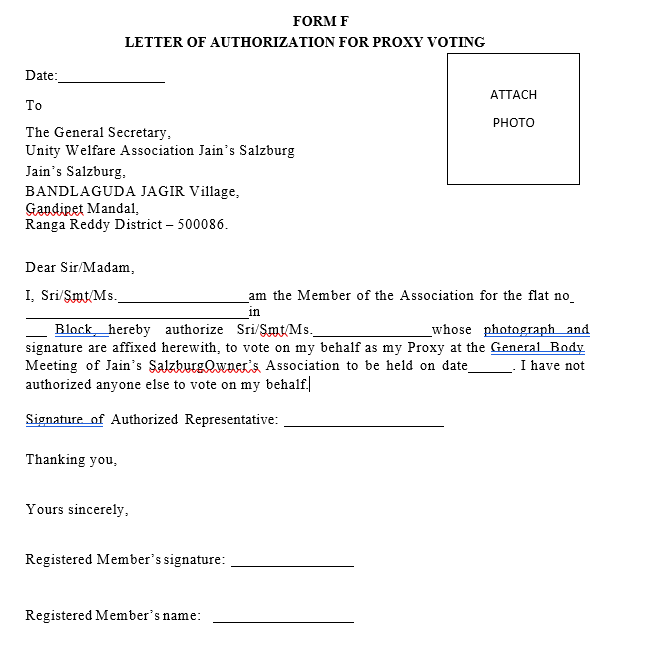 FORM F
LETTER OF AUTHORIZATION FOR PROXY VOTING
Date:______________
ATTACH
PHOTO
To
The General Secretary,
Unity Welfare Association Jain’s Salzburg
Jain’s Salzburg,
BANDLAGUDA JAGIR Village,
Gandipet Mandal,
Ranga Reddy District – 500086.
Dear Sir/Madam,
I, Sri/Smt/Ms.__________________am the Member of the Association for the flat no_
______________________________in
___ Block, hereby authorize Sri/Smt/Ms.________________whose photograph and
signature are affixed herewith, to vote on my behalf as my Proxy at the General Body
Meeting of Jain’s SalzburgOwner’s Association to be held on date______. I have not
authorized anyone else to vote on my behalf.
Signature of Authorized Representative: ______________________
Thanking you,
Yours sincerely,
Registered Member’s signature: _________________
Registered Member’s name: ___________________